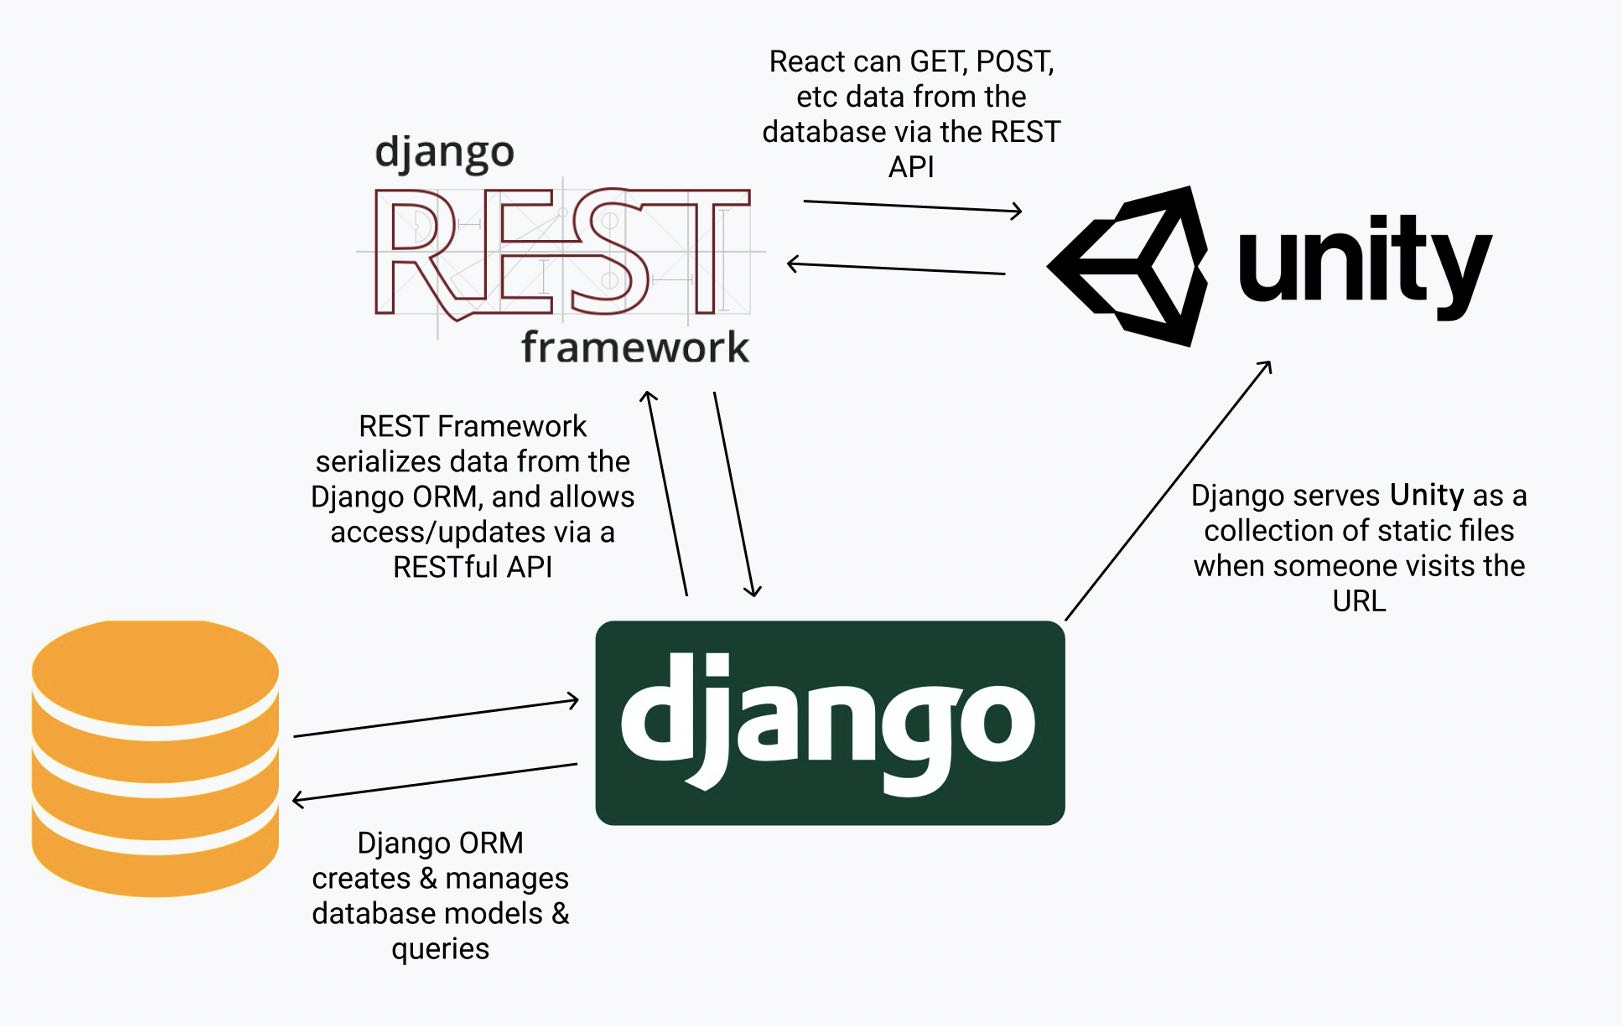 React can GET, POST,
etc data from the
database via the REST
API
django
REST
framework
unity
REST Framework
serializes data from the
Django ORM, and allows
access/updates via a
RESTful API
Django serves Unity as a
collection of static files
when someone visits the
URL
django
Django ORM
creates & manages
database models &
queries